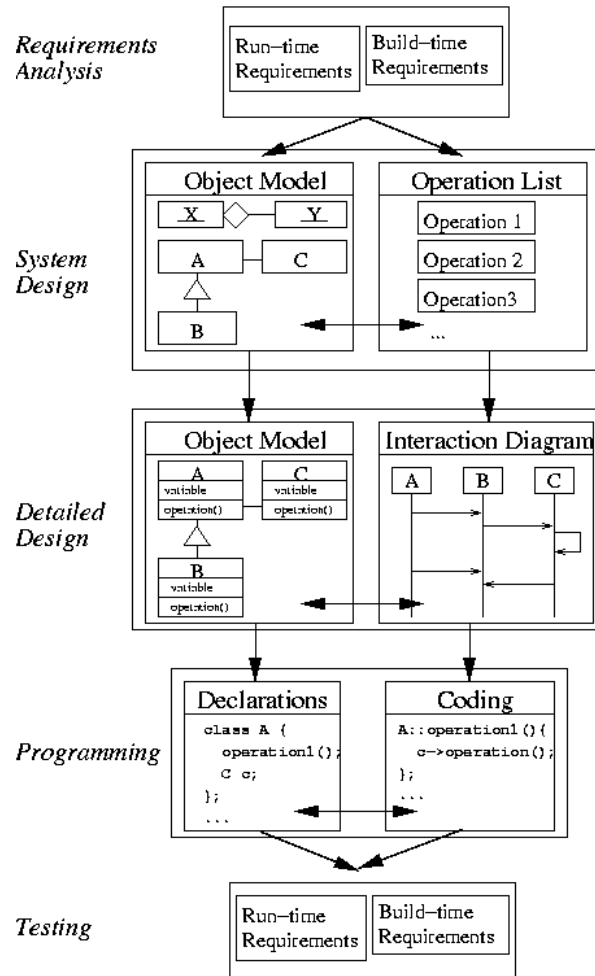 Requirements
Analysis
Run-time
Requirements
Build-time
Requirements
System
Design
Object Model
X
Y
A
C
B
Operation List
Operation 1
Operation 2
Operation3
...
Detailed
Design
Object Model
A
variable
operation()
C
variable
operation()
B
variable
operation()
Interaction Diagram
A
B
C
Programming
Declarations
class A {
operation1();
C c;
};
...
Coding
A::operation1(){
c->operation();
};
...
Testing
Run-time
Requirements
Build-time
Requirements